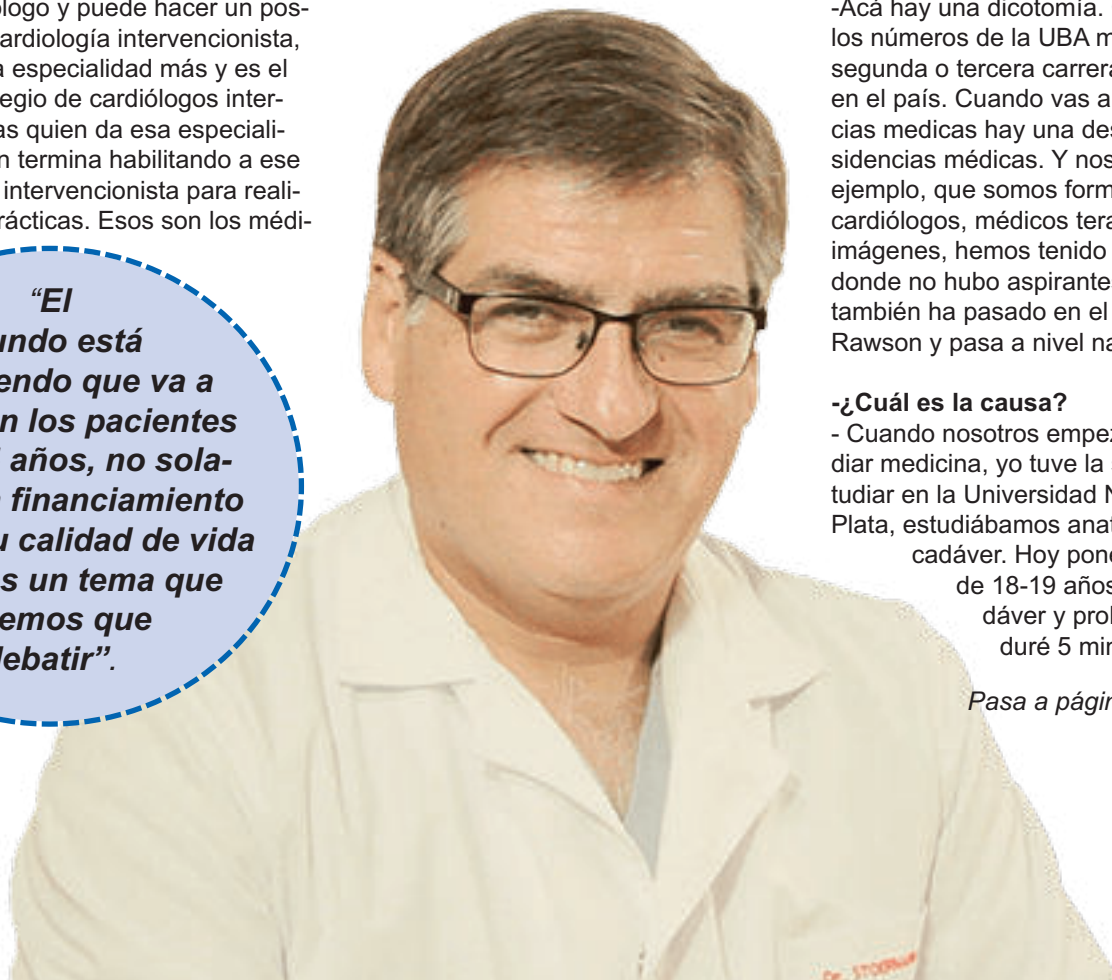 logo y puede hacer un pos-
ardiología intervencionista,
a especialidad más y es el
egio de cardiólogos inter-
as quien da esa especiali-
n termina habilitando a ese
intervencionista para reali-
rácticas. Esos son los médi-
“El
undo está
endo que va a
n los pacientes
años, no sola-
financiamiento
u calidad de vida
s un tema que
emos que
debatir”.
-Acá hay una dicotomía.
los números de la UBA m
segunda o tercera carrera
en el país. Cuando vas a
cias medicas hay una des
sidencias médicas. Y nos
ejemplo, que somos form
cardiólogos, médicos tera
imágenes, hemos tenido
donde no hubo aspirante
también ha pasado en el
Rawson y pasa a nivel na
-¿Cuál es la causa?
- Cuando nosotros empez
diar medicina, yo tuve la
tudiar en la Universidad N
Plata, estudiábamos anat
cadáver. Hoy pone
de 18-19 años
dáver y prol
duré 5 min
Pasa a págin
Dr.